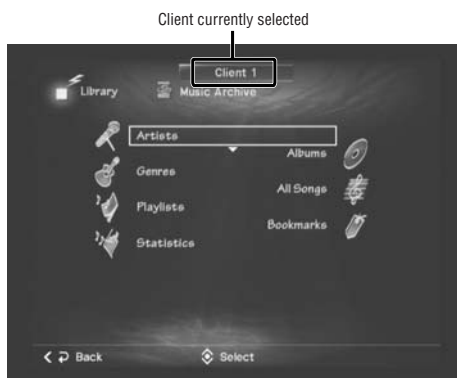 Client currently selected
Client 1
Library
Music Archive
Artists
Albums
Genres
All Songs
Playlists
Bookmarks
Statistics
Back
Select